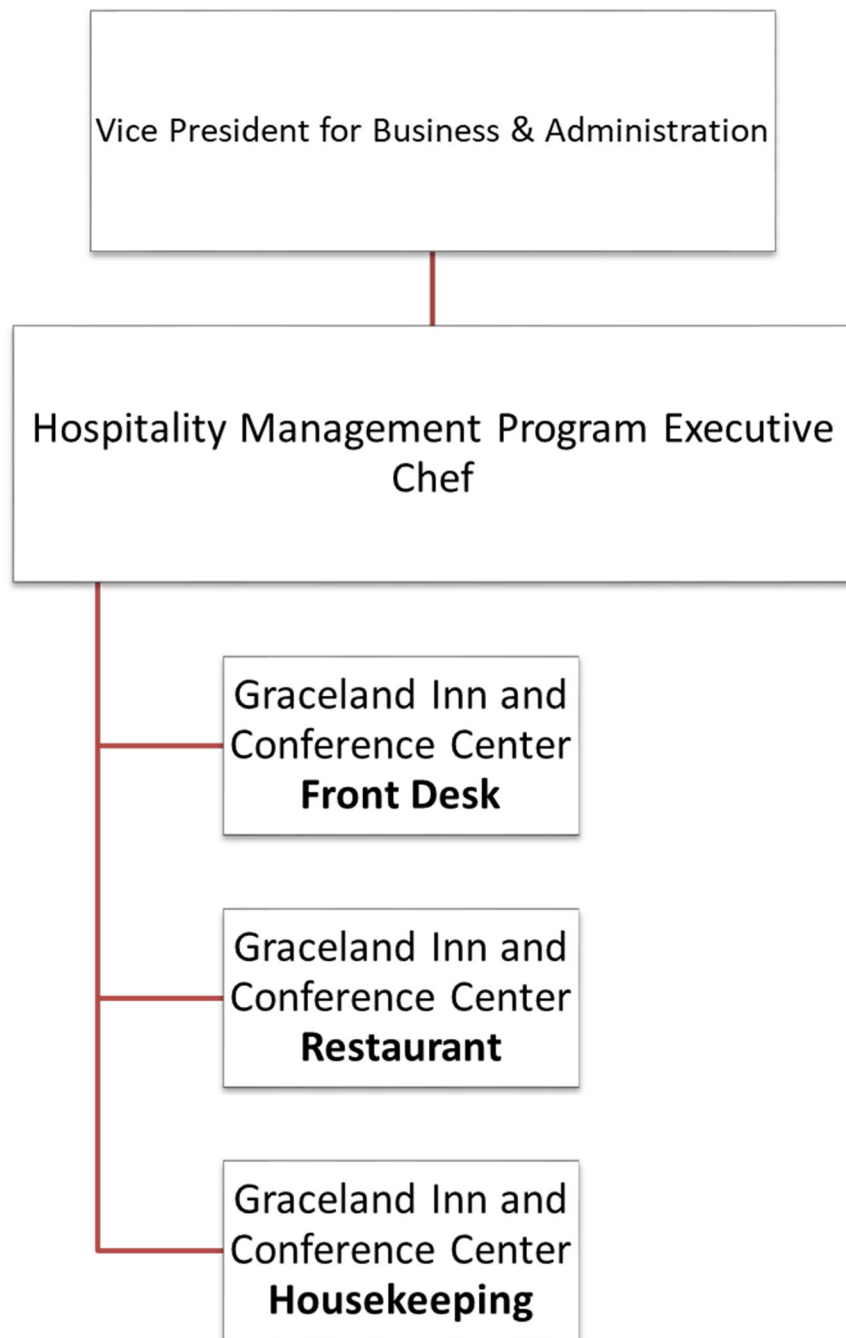 Vice President for Business & Administration
Hospitality Management Program Executive
Chef
Graceland Inn and
Conference Center
Front Desk
Graceland Inn and
Conference Center
Restaurant
Graceland Inn and
Conference Center
Housekeeping